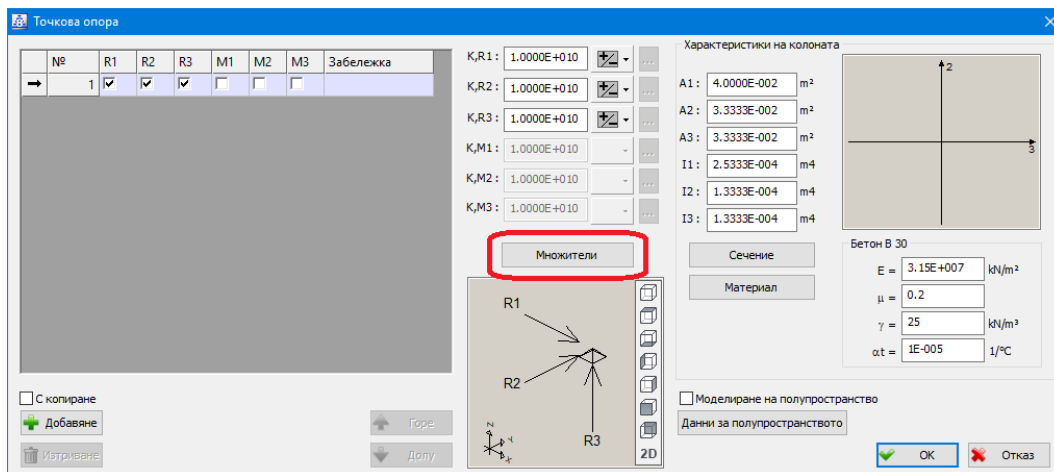 Точкова опора
№ R1 R2 R3 M1 M2 M3 Забележка
1
K,R1 : 1.0000E+010 ...
K,R2 : 1.0000E+010 ...
K,R3 : 1.0000E+010 ...
K,M1 : 1.0000E+010 ...
K,M2 : 1.0000E+010 ...
K,M3 : 1.0000E+010 ...
Множители
R1
R2
R3
Z
Y
X
2D
Характеристики на колоната
A1 : 4.0000E-002 m²
A2 : 3.3333E-002 m²
A3 : 3.3333E-002 m²
I1 : 2.5333E-004 m4
I2 : 1.3333E-004 m4
I3 : 1.3333E-004 m4
2
3
Сечение
Материал
Бетон В 30
E = 3.15E+007 kN/m²
μ = 0.2
γ = 25 kN/m³
αt = 1E-005 1/°C
С копиране
Добавяне
Изтриване
Горе
Долу
Моделиране на полупространство
Данни за полупространството
OK
Отказ